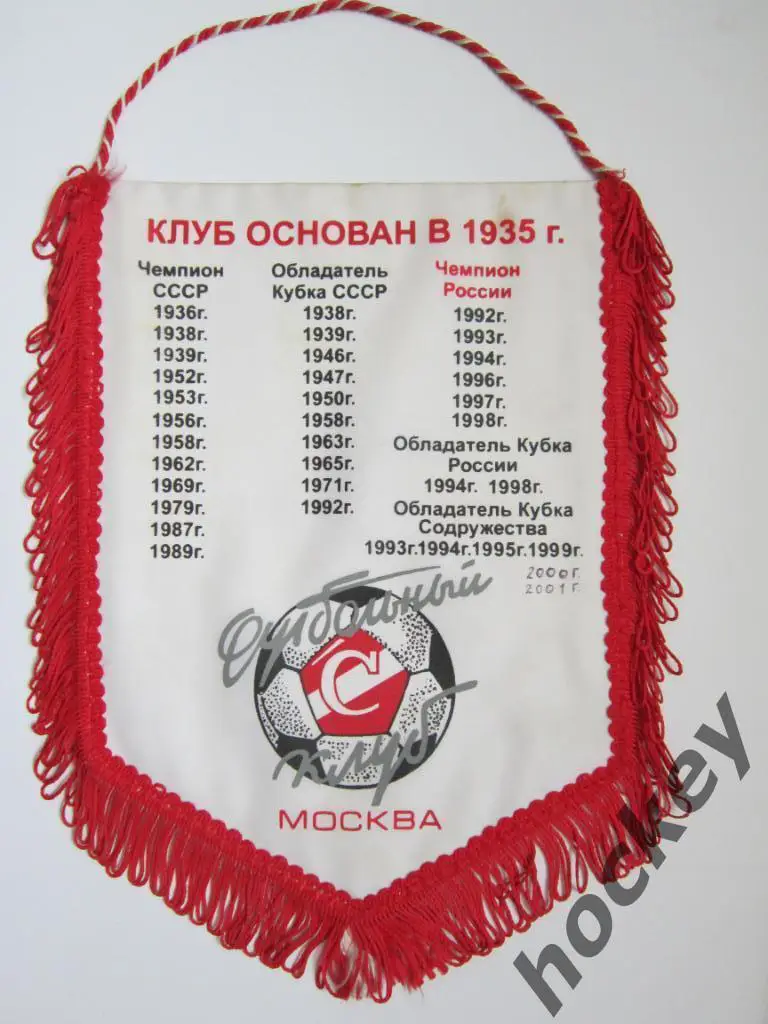 КЛУБ ОСНОВАН В 1935 г.
Чемпион
СССР
1936г.
1938г.
1939г.
1952г.
1953г.
1956г.
1958г.
1962г.
1969г.
1979г.
1987г.
1989г.
Обладатель
Кубка СССР
1938г.
1939г.
1946г.
1947г.
1950г.
1958г.
1963г.
1965г.
1971г.
1992г.
Чемпион
России
1992г.
1993г.
1994г.
1996г.
1997г.
1998г.
Обладатель Кубка
России
1994г. 1998г.
Обладатель Кубка
Содружества
1993г.1994г.1995г.1999г.
2000г.
2001г.
Футбольный
С
клуб
МОСКВА
hockey